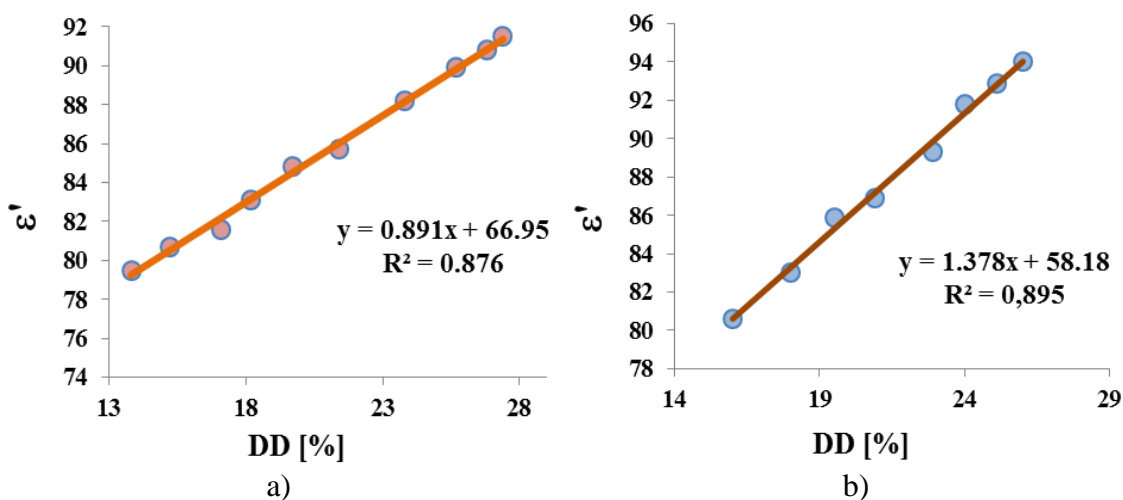 92
90
88
86
84
82
80
78
76
74
ε'
y = 0.891x + 66.95
R² = 0.876
13 18 23 28
DD [%]
a)
96
94
92
90
88
86
84
82
80
78
ε'
y = 1.378x + 58.18
R² = 0,895
14 19 24 29
DD [%]
b)